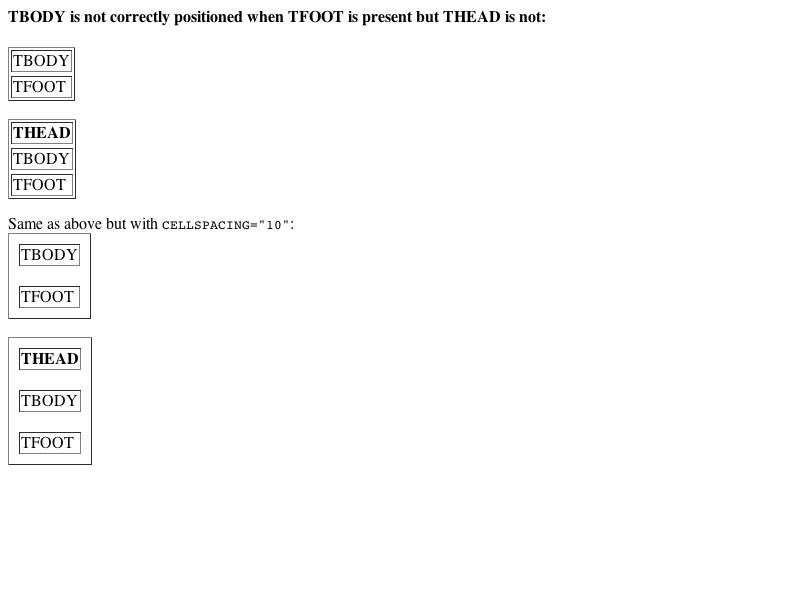 TBODY is not correctly positioned when TFOOT is present but THEAD is not:
TBODY
TFOOT
THEAD
TBODY
TFOOT
Same as above but with CELLSPACING="10":
TBODY
TFOOT
THEAD
TBODY
TFOOT